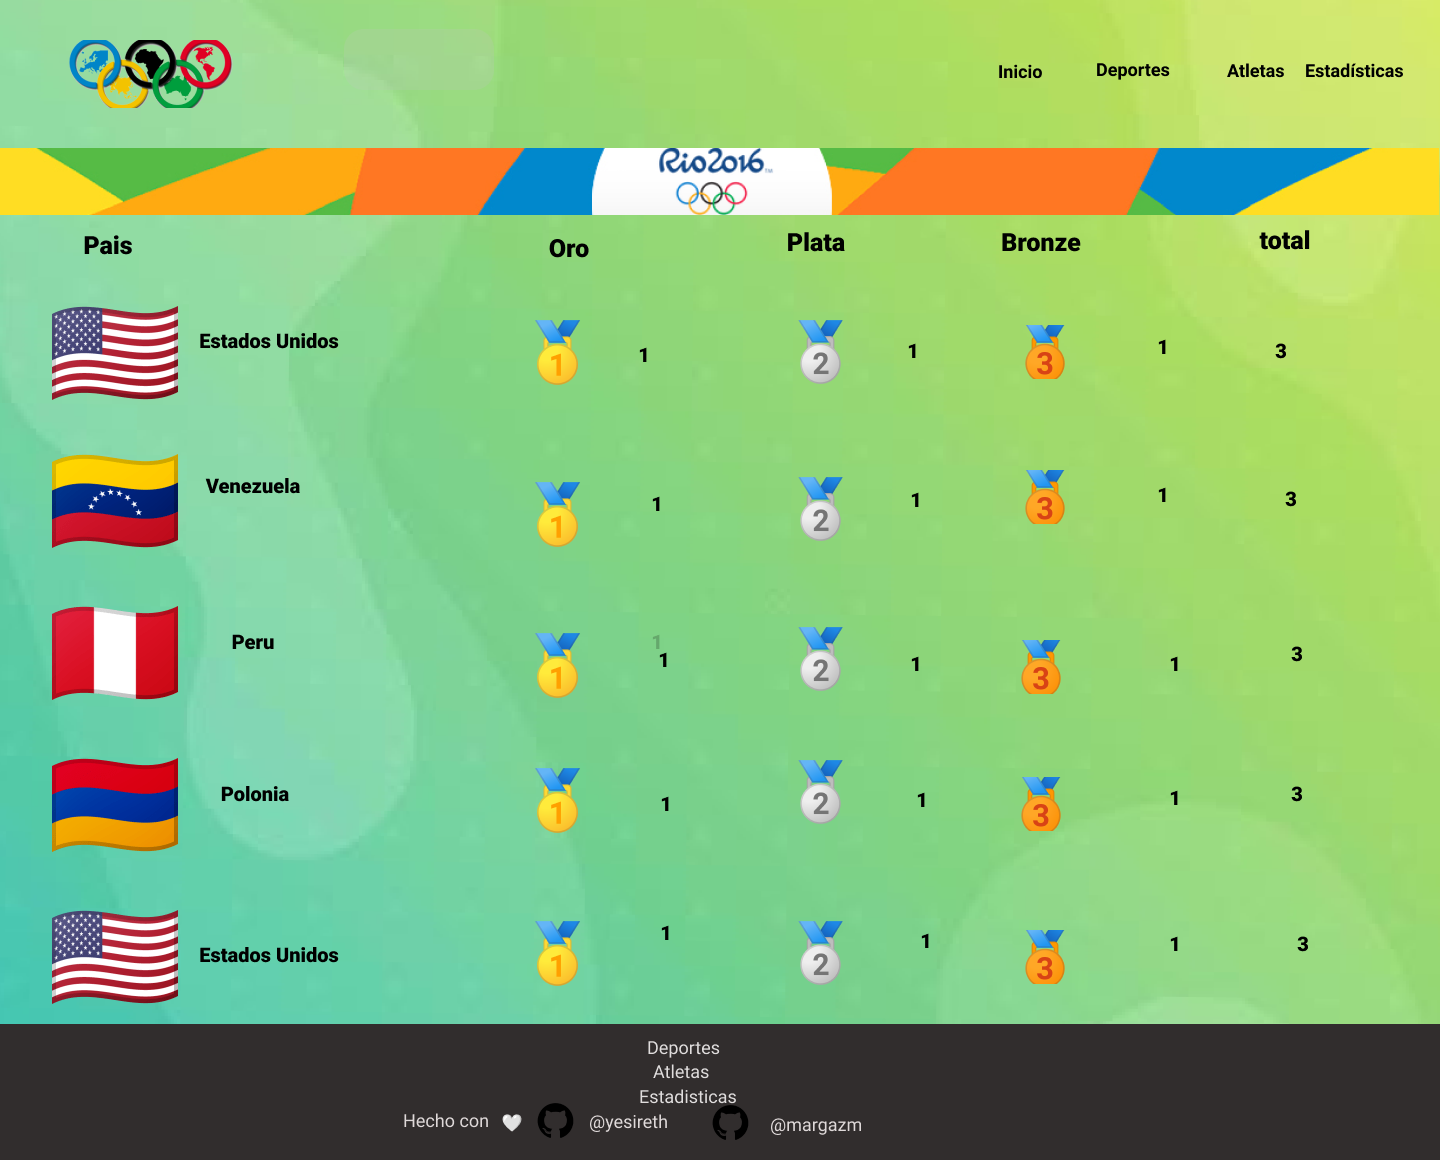 Inicio Deportes Atletas Estadísticas
Rio2016™
Pais Oro Plata Bronze total
Estados Unidos 1 1 2 1 3 1 3
Venezuela 1 1 2 1 3 1 3
Peru 1 1 1 2 1 3 1 3
Polonia 1 1 2 1 3 1 3
Estados Unidos 1 1 2 1 3 1 3
Deportes
Atletas
Estadisticas
Hecho con @yesireth @margazm